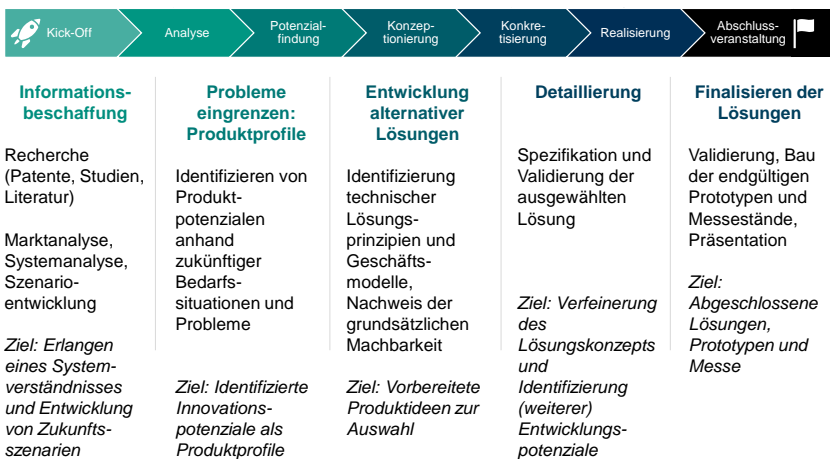 Kick-Off
Analyse
Potenzial-
findung
Konzep-
tionierung
Konkre-
tisierung
Realisierung
Abschluss-
veranstaltung
Informations-
beschaffung
Recherche
(Patente, Studien,
Literatur)
Marktanalyse,
Systemanalyse,
Szenario-
entwicklung
Ziel: Erlangen
eines System-
verständnisses
und Entwicklung
von Zukunfts-
szenarien
Probleme
eingrenzen:
Produktprofile
Identifizieren von
Produkt-
potenzialen
anhand
zukünftiger
Bedarfs-
situationen und
Probleme
Ziel: Identifizierte
Innovations-
potenziale als
Produktprofile
Entwicklung
alternativer
Lösungen
Identifizierung
technischer
Lösungs-
prinzipien und
Geschäfts-
modelle,
Nachweis der
grundsätzlichen
Machbarkeit
Ziel: Vorbereitete
Produktideen zur
Auswahl
Detaillierung
Spezifikation und
Validierung der
ausgewählten
Lösung
Ziel: Verfeinerung
des
Lösungskonzepts
und
Identifizierung
(weiterer)
Entwicklungs-
potenziale
Finalisieren der
Lösungen
Validierung, Bau
der endgültigen
Prototypen und
Messestände,
Präsentation
Ziel:
Abgeschlossene
Lösungen,
Prototypen und
Messe